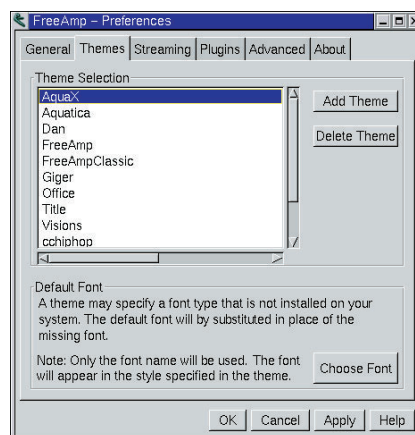 FreeAmp – Preferences
General Themes Streaming Plugins Advanced About
Theme Selection
AquaX
Aquatica
Dan
FreeAmp
FreeAmpClassic
Giger
Office
Title
Visions
cchiphop
Add Theme
Delete Theme
Default Font
A theme may specify a font type that is not installed on your
system. The default font will by substituted in place of the
missing font.
Note: Only the font name will be used. The font
will appear in the style specified in the theme.
Choose Font
OK Cancel Apply Help